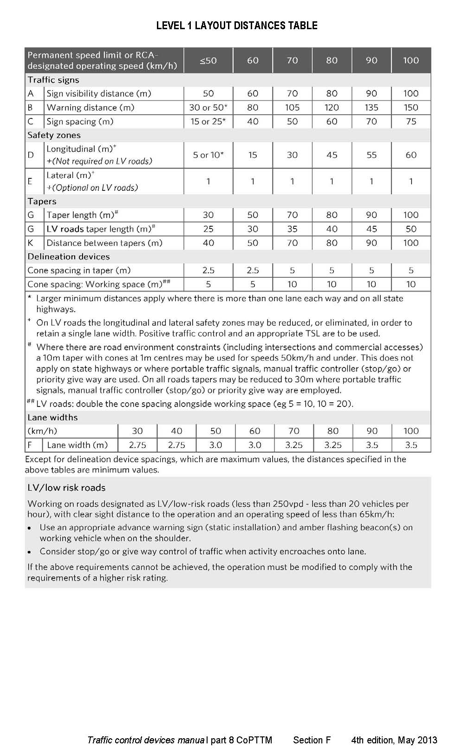 LEVEL 1 LAYOUT DISTANCES TABLE
Permanent speed limit or RCA-designated operating speed (km/h) ≤50 60 70 80 90 100
Traffic signs
A Sign visibility distance (m) 50 60 70 80 90 100
B Warning distance (m) 30 or 50* 80 105 120 135 150
C Sign spacing (m) 15 or 25* 40 50 60 70 75
Safety zones
D Longitudinal (m)+ 5 or 10* 15 30 45 55 60
+(Not required on LV roads)
E Lateral (m)+ 1 1 1 1 1 1
+(Optional on LV roads)
Tapers
G Taper length (m)# 30 50 70 80 90 100
G LV roads taper length (m)# 25 30 35 40 45 50
K Distance between tapers (m) 40 50 70 80 90 100
Delineation devices
Cone spacing in taper (m) 2.5 2.5 5 5 5 5
Cone spacing: Working space (m)## 5 5 10 10 10 10
* Larger minimum distances apply where there is more than one lane each way and on all state
highways.
+ On LV roads the longitudinal and lateral safety zones may be reduced, or eliminated, in order to
retain a single lane width. Positive traffic control and an appropriate TSL are to be used.
# Where there are road environment constraints (including intersections and commercial accesses)
a 10m taper with cones at 1m centres may be used for speeds 50km/h and under. This does not
apply on state highways or where portable traffic signals, manual traffic controller (stop/go) or
priority give way are used. On all roads tapers may be reduced to 30m where portable traffic
signals, manual traffic controller (stop/go) or priority give way are employed.
## LV roads: double the cone spacing alongside working space (eg 5 = 10, 10 = 20).
Lane widths
(km/h) 30 40 50 60 70 80 90 100
F Lane width (m) 2.75 2.75 3.0 3.0 3.25 3.25 3.5 3.5
Except for delineation device spacings, which are maximum values, the distances specified in the
above tables are minimum values.
LV/low risk roads
Working on roads designated as LV/low-risk roads (less than 250vpd - less than 20 vehicles per
hour), with clear sight distance to the operation and an operating speed of less than 65km/h:
• Use an appropriate advance warning sign (static installation) and amber flashing beacon(s) on
working vehicle when on the shoulder.
• Consider stop/go or give way control of traffic when activity encroaches onto lane.
If the above requirements cannot be achieved, the operation must be modified to comply with the
requirements of a higher risk rating.
Traffic control devices manual part 8 CoPTTM Section F 4th edition, May 2013